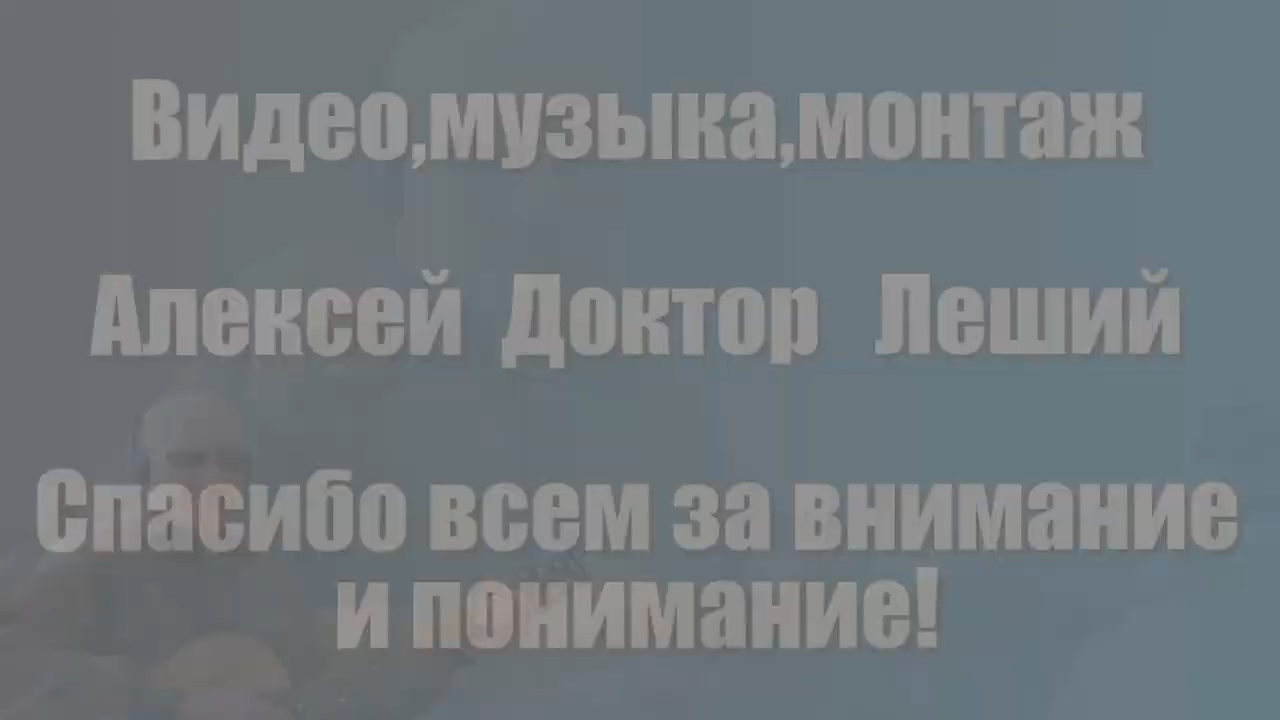 Видео,музыка,монтаж
Алексей Доктор Леший
Спасибо всем за внимание
и понимание!